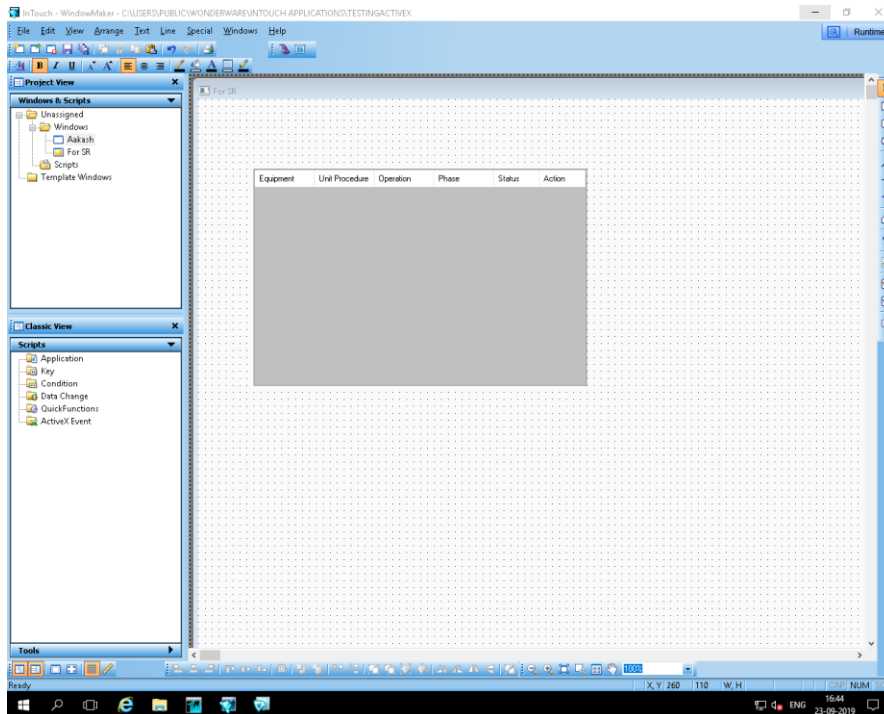 InTouch - WindowMaker - C:\USERS\PUBLIC\WONDERWARE\INTOUCH APPLICATIONS\TESTINGACTIVEX
File Edit View Arrange Text Line Special Windows Help
Runtime
B I U A A A
Project View
For SR
Windows & Scripts
Unassigned
Windows
Aakash
For SR
Scripts
Template Windows
Equipment Unit Procedure Operation Phase Status Action
Classic View
Scripts
Application
Key
Condition
Data Change
QuickFunctions
ActiveX Event
Tools
100%
Ready X, Y 260 110 W, H CAP NUM
ENG 16:44
23-09-2019